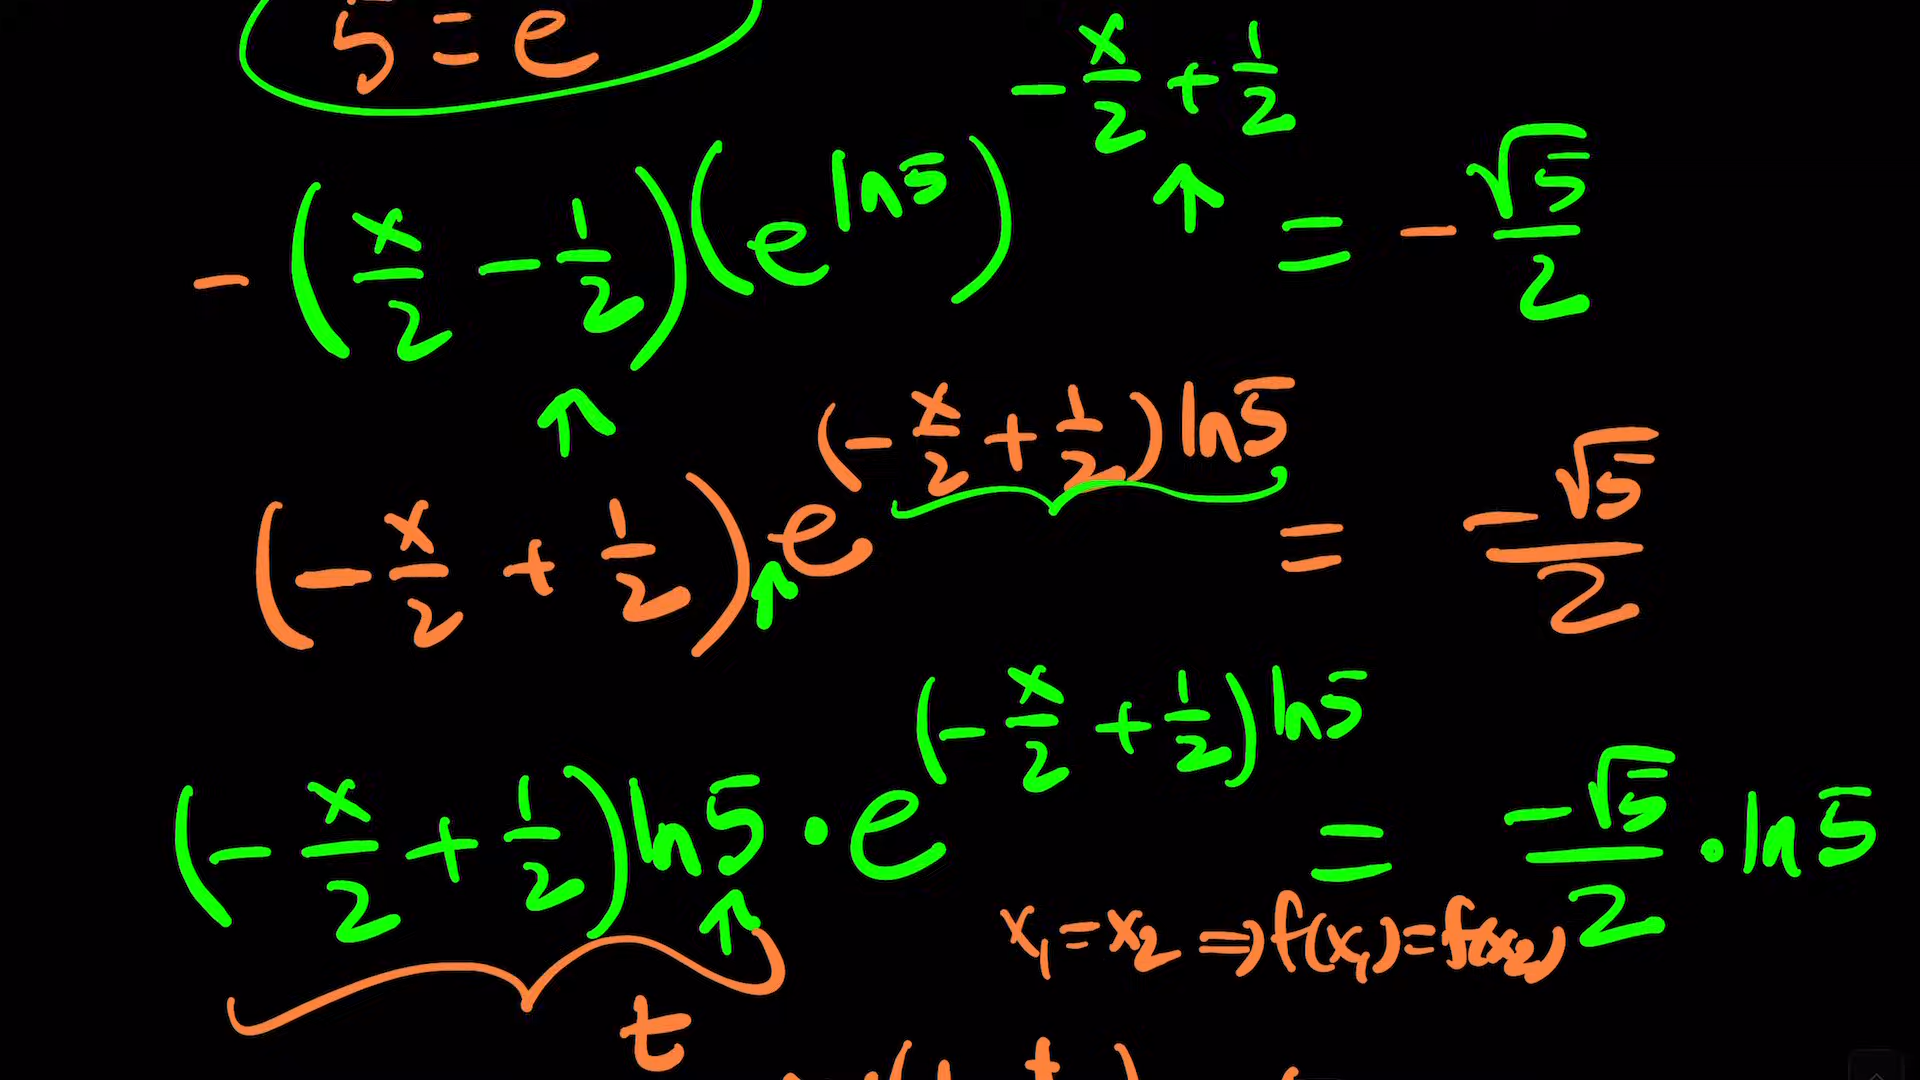 5 = e
-(x/2 - 1/2)(e^(ln5))^(-x/2 + 1/2) = -√5/2
(-x/2 + 1/2) e^((-x/2 + 1/2) ln5) = -√5/2
(-x/2 + 1/2) ln5 · e^((-x/2 + 1/2) ln5) = -√5/2 · ln5
x₁ = x₂ ⇒ f(x₁) = f(x₂)
t